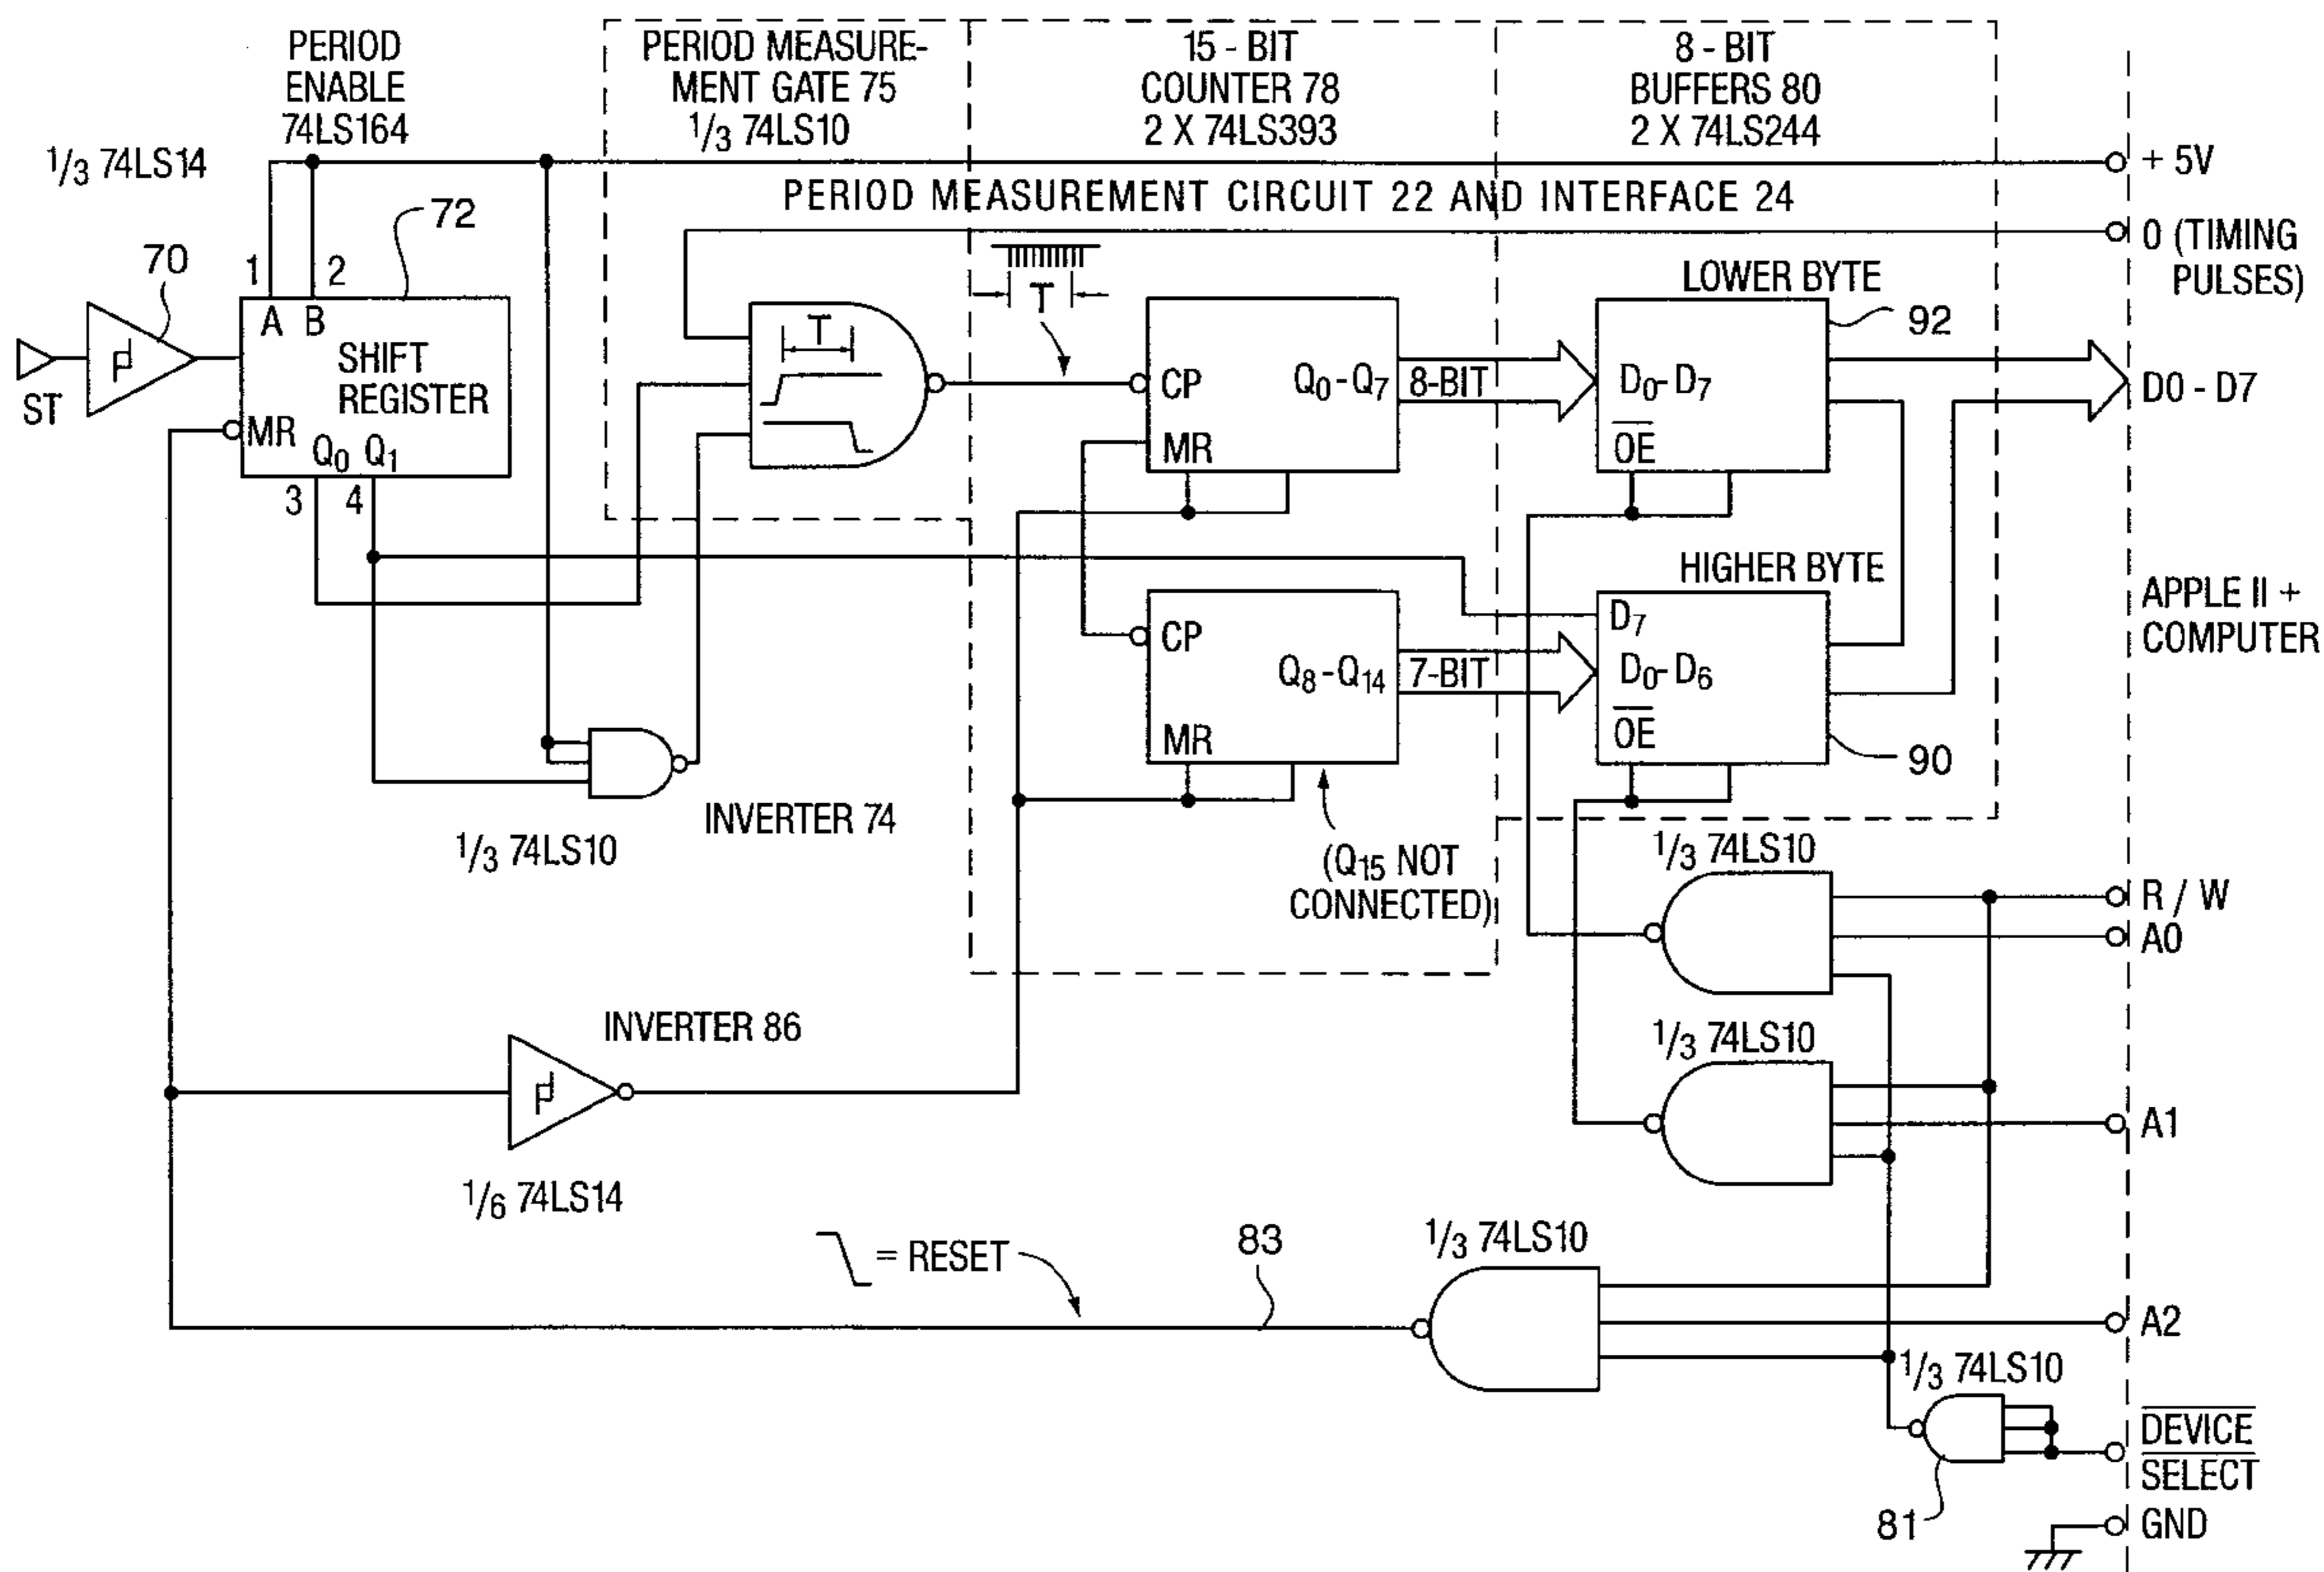 PERIOD
ENABLE
74LS164
PERIOD MEASURE-
MENT GATE 75
1/3 74LS10
15 - BIT
COUNTER 78
2 X 74LS393
8 - BIT
BUFFERS 80
2 X 74LS244
1/3 74LS14
+ 5V
PERIOD MEASUREMENT CIRCUIT 22 AND INTERFACE 24
72
0 (TIMING
PULSES)
70
1
2
A B
SHIFT
REGISTER
ST
MR
Q0 Q1
3
4
T
T
CP
Q0 - Q7
MR
8-BIT
LOWER BYTE
92
D0 - D7
OE
D0 - D7
HIGHER BYTE
CP
Q8 - Q14
MR
7-BIT
D7
D0 - D6
OE
90
APPLE II +
COMPUTER
INVERTER 74
1/3 74LS10
(Q15 NOT
CONNECTED)
1/3 74LS10
R / W
A0
INVERTER 86
1/6 74LS14
1/3 74LS10
A1
= RESET
83
1/3 74LS10
A2
1/3 74LS10
DEVICE
SELECT
81
GND